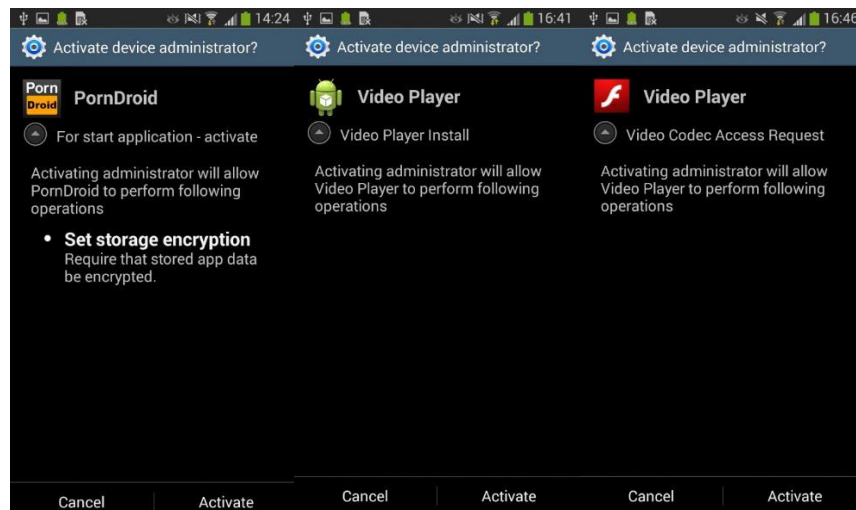 14:24
Activate device administrator?
Porn
Droid
PornDroid
For start application - activate
Activating administrator will allow
PornDroid to perform following
operations
• Set storage encryption
Require that stored app data
be encrypted.
Cancel
Activate
16:41
Activate device administrator?
Video Player
Video Player Install
Activating administrator will allow
Video Player to perform following
operations
Cancel
Activate
16:46
Activate device administrator?
Video Player
Video Codec Access Request
Activating administrator will allow
Video Player to perform following
operations
Cancel
Activate